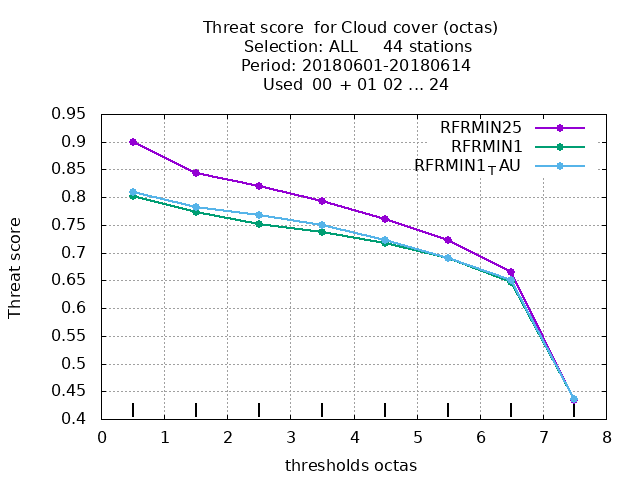 Threat score  for Cloud cover (octas)
Selection: ALL     44 stations
Period: 20180601-20180614
Used  00  + 01 02 ... 24
RFRMIN25
RFRMIN1
RFRMIN1TAU
Threat score
0.95
0.9
0.85
0.8
0.75
0.7
0.65
0.6
0.55
0.5
0.45
0.4
0 1 2 3 4 5 6 7 8
thresholds octas